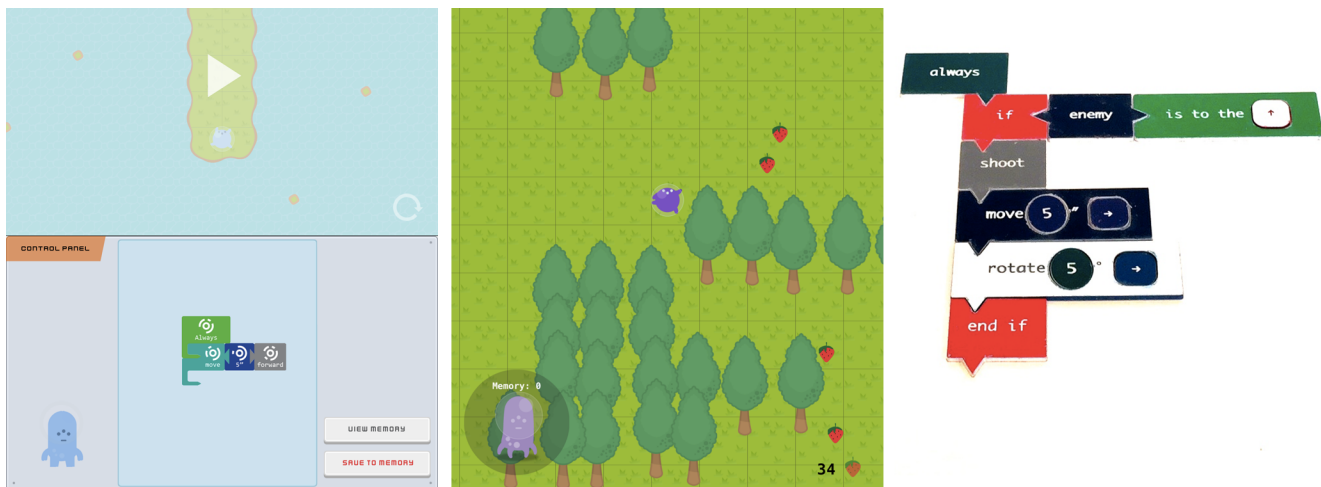 CONTROL PANEL
Always
move 5" forward
VIEW MEMORY
SAVE TO MEMORY
Memory: 0
34
always
if enemy is to the ↑
shoot
move 5 " →
rotate 5 ° →
end if